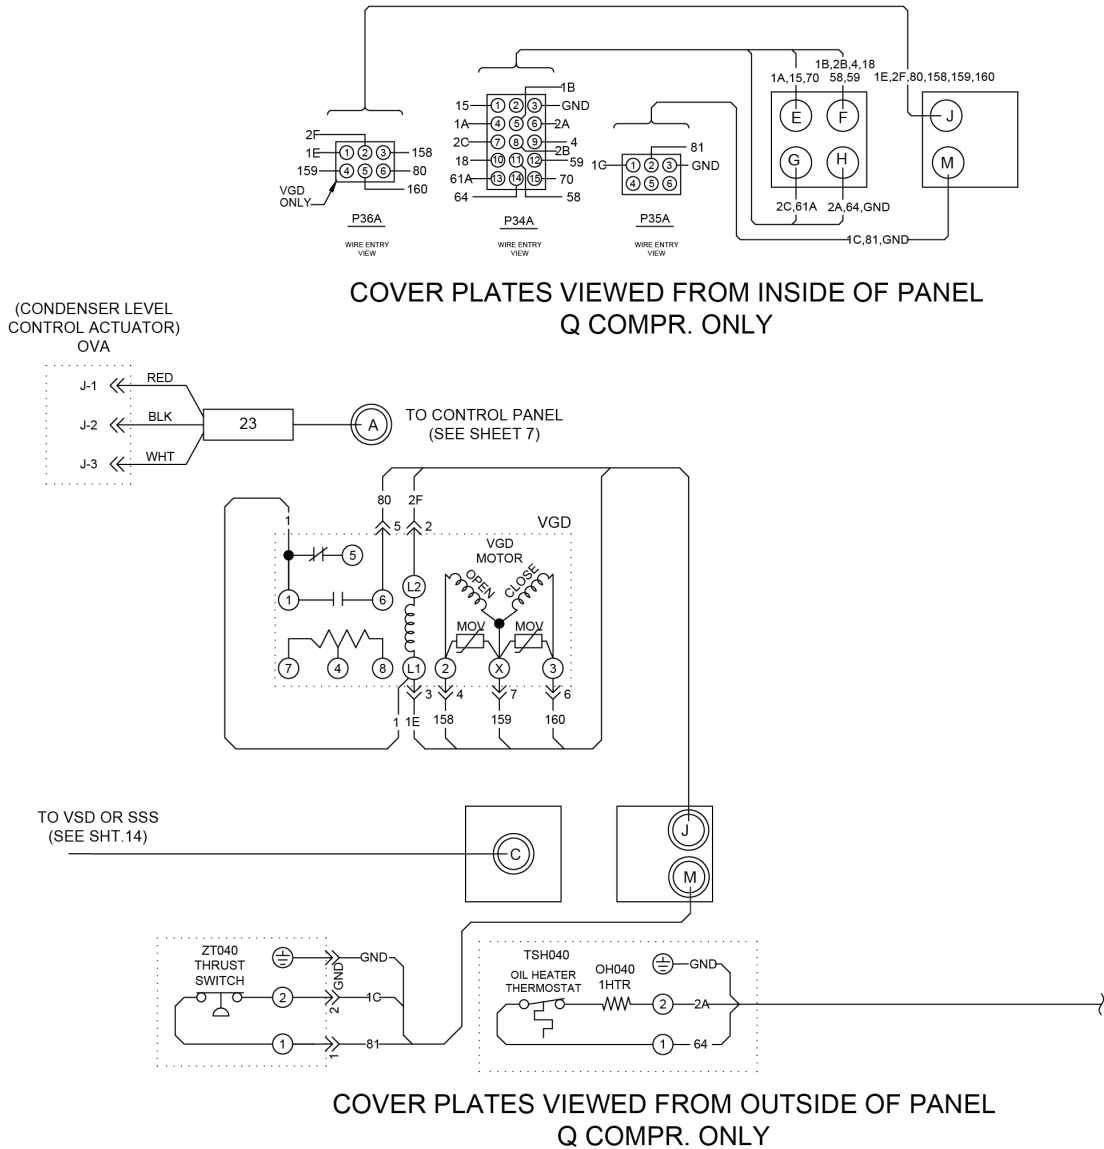 1B,2B,4,18
1A,15,70 58,59 1E,2F,80,158,159,160
1B
15 1 2 3 GND
1A 4 5 6 2A
2C 7 8 9 4
2B
18 10 11 12 59
61A 13 14 15 70
64 58
P34A
WIRE ENTRY
VIEW
2F
1E 1 2 3 158
159 4 5 6 80
VGD
ONLY
160
P36A
WIRE ENTRY
VIEW
81
1C 1 2 3 GND
4 5 6
P35A
WIRE ENTRY
VIEW
E F J
G H M
2C,61A 2A,64,GND
1C,81,GND
COVER PLATES VIEWED FROM INSIDE OF PANEL
Q COMPR. ONLY
(CONDENSER LEVEL
CONTROL ACTUATOR)
OVA
J-1 RED
J-2 BLK
J-3 WHT
23
A
TO CONTROL PANEL
(SEE SHEET 7)
80 2F
1 5 2 VGD
VGD
MOTOR
5
OPEN CLOSE
L2
1 6
MOV MOV
7 4 8 L1 2 X 3
3 4 7 6
1 1E 158 159 160
TO VSD OR SSS
(SEE SHT.14)
C
J
M
ZT040
THRUST
SWITCH
GND
GND
2 1C
2
1 81
1
TSH040
OIL HEATER
THERMOSTAT
OH040
1HTR
GND
2 2A
1 64
COVER PLATES VIEWED FROM OUTSIDE OF PANEL
Q COMPR. ONLY